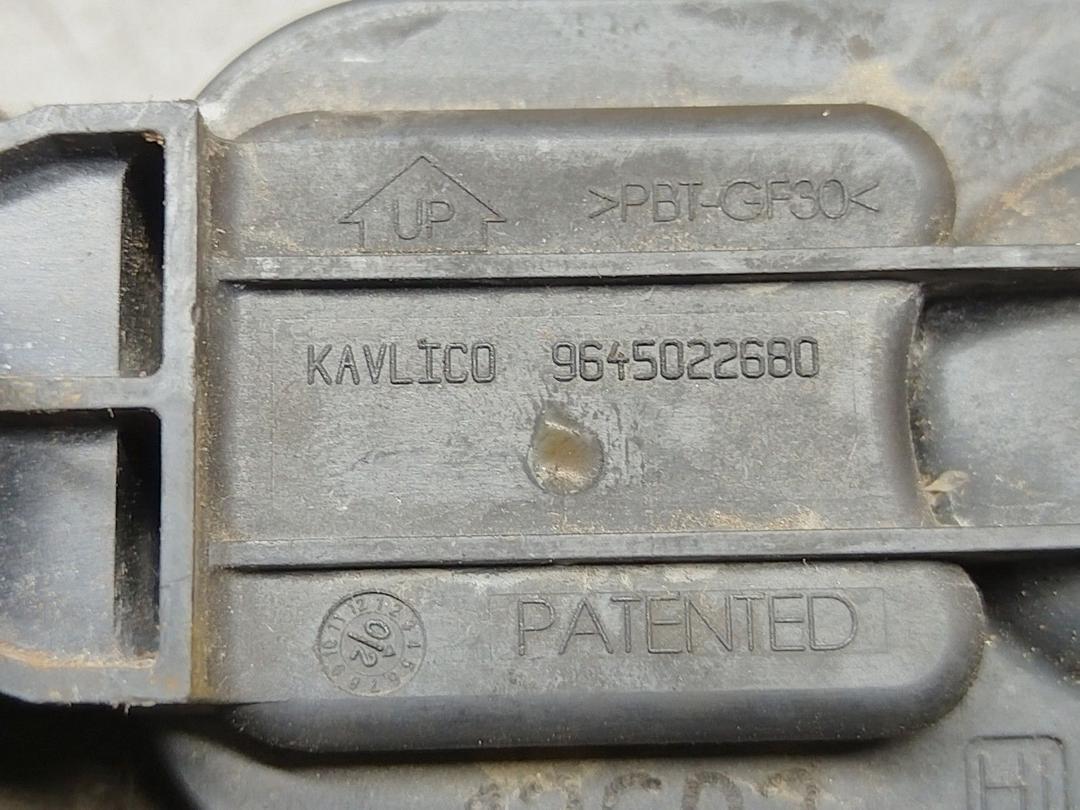 UP >PBT-GF30<
KAVLICO 9645022680
PATENTED